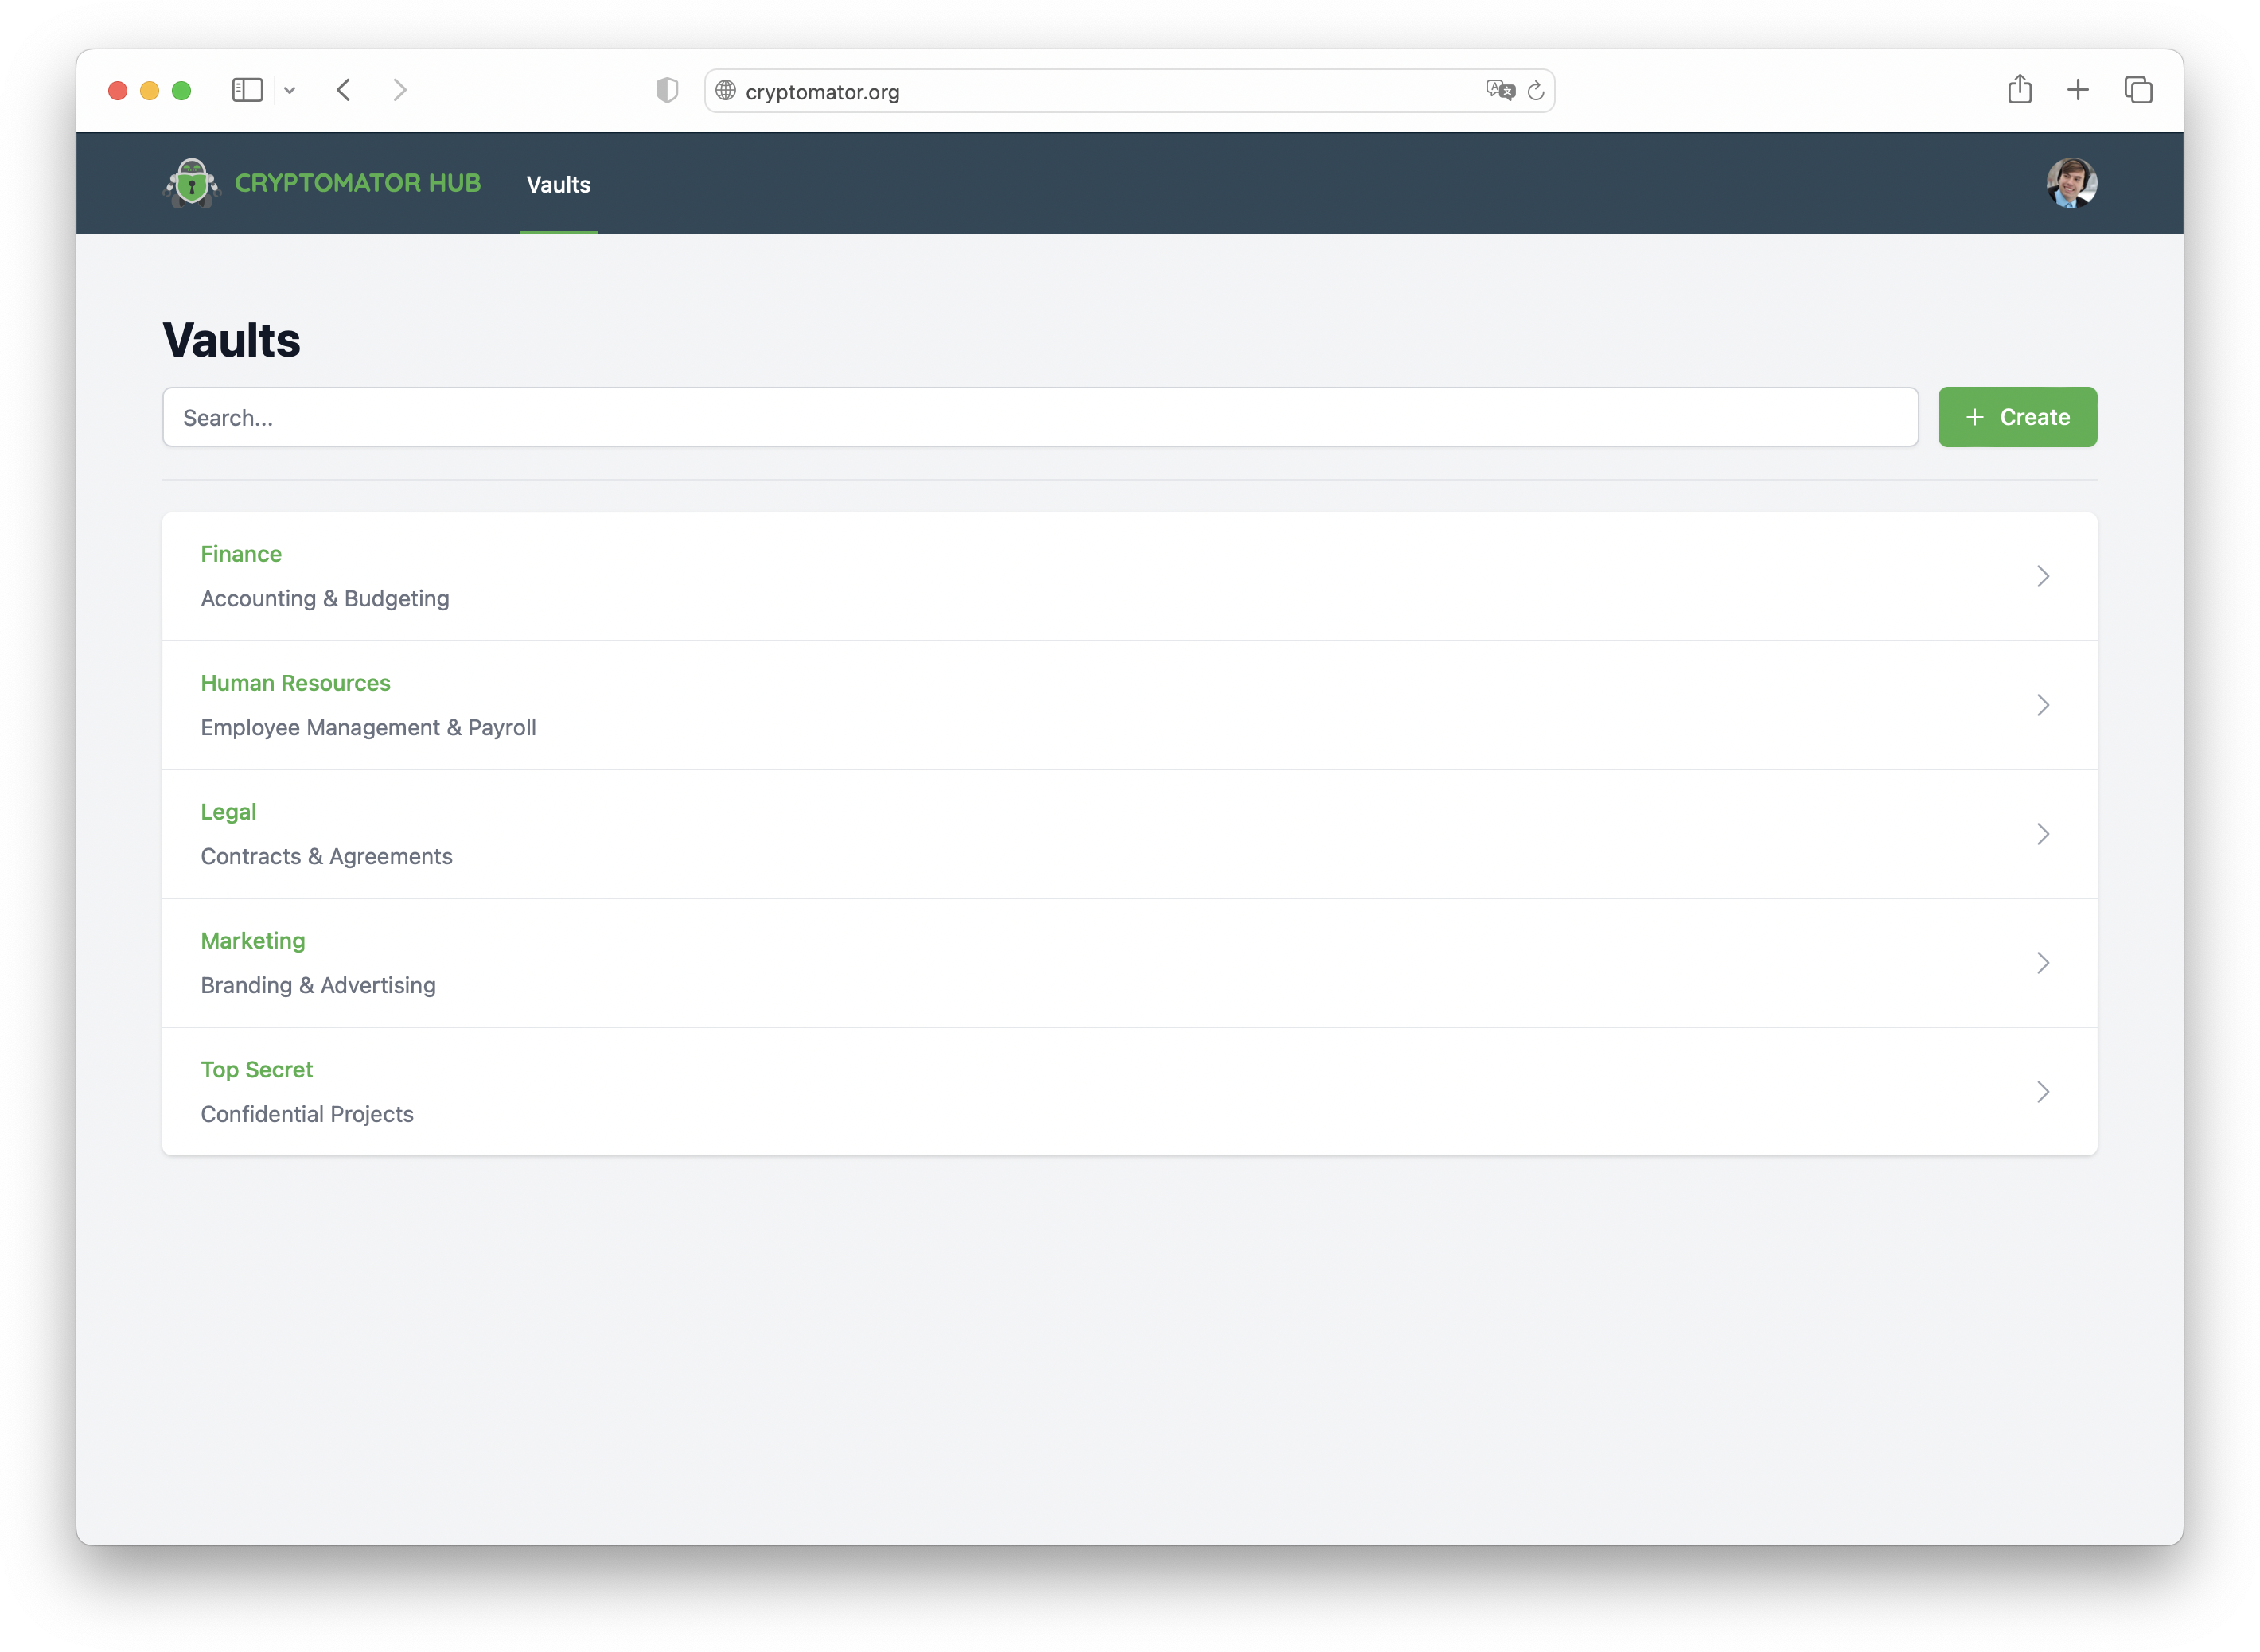 cryptomator.org
CRYPTOMATOR HUB
Vaults
Vaults
Search...
+ Create
Finance
Accounting & Budgeting
Human Resources
Employee Management & Payroll
Legal
Contracts & Agreements
Marketing
Branding & Advertising
Top Secret
Confidential Projects